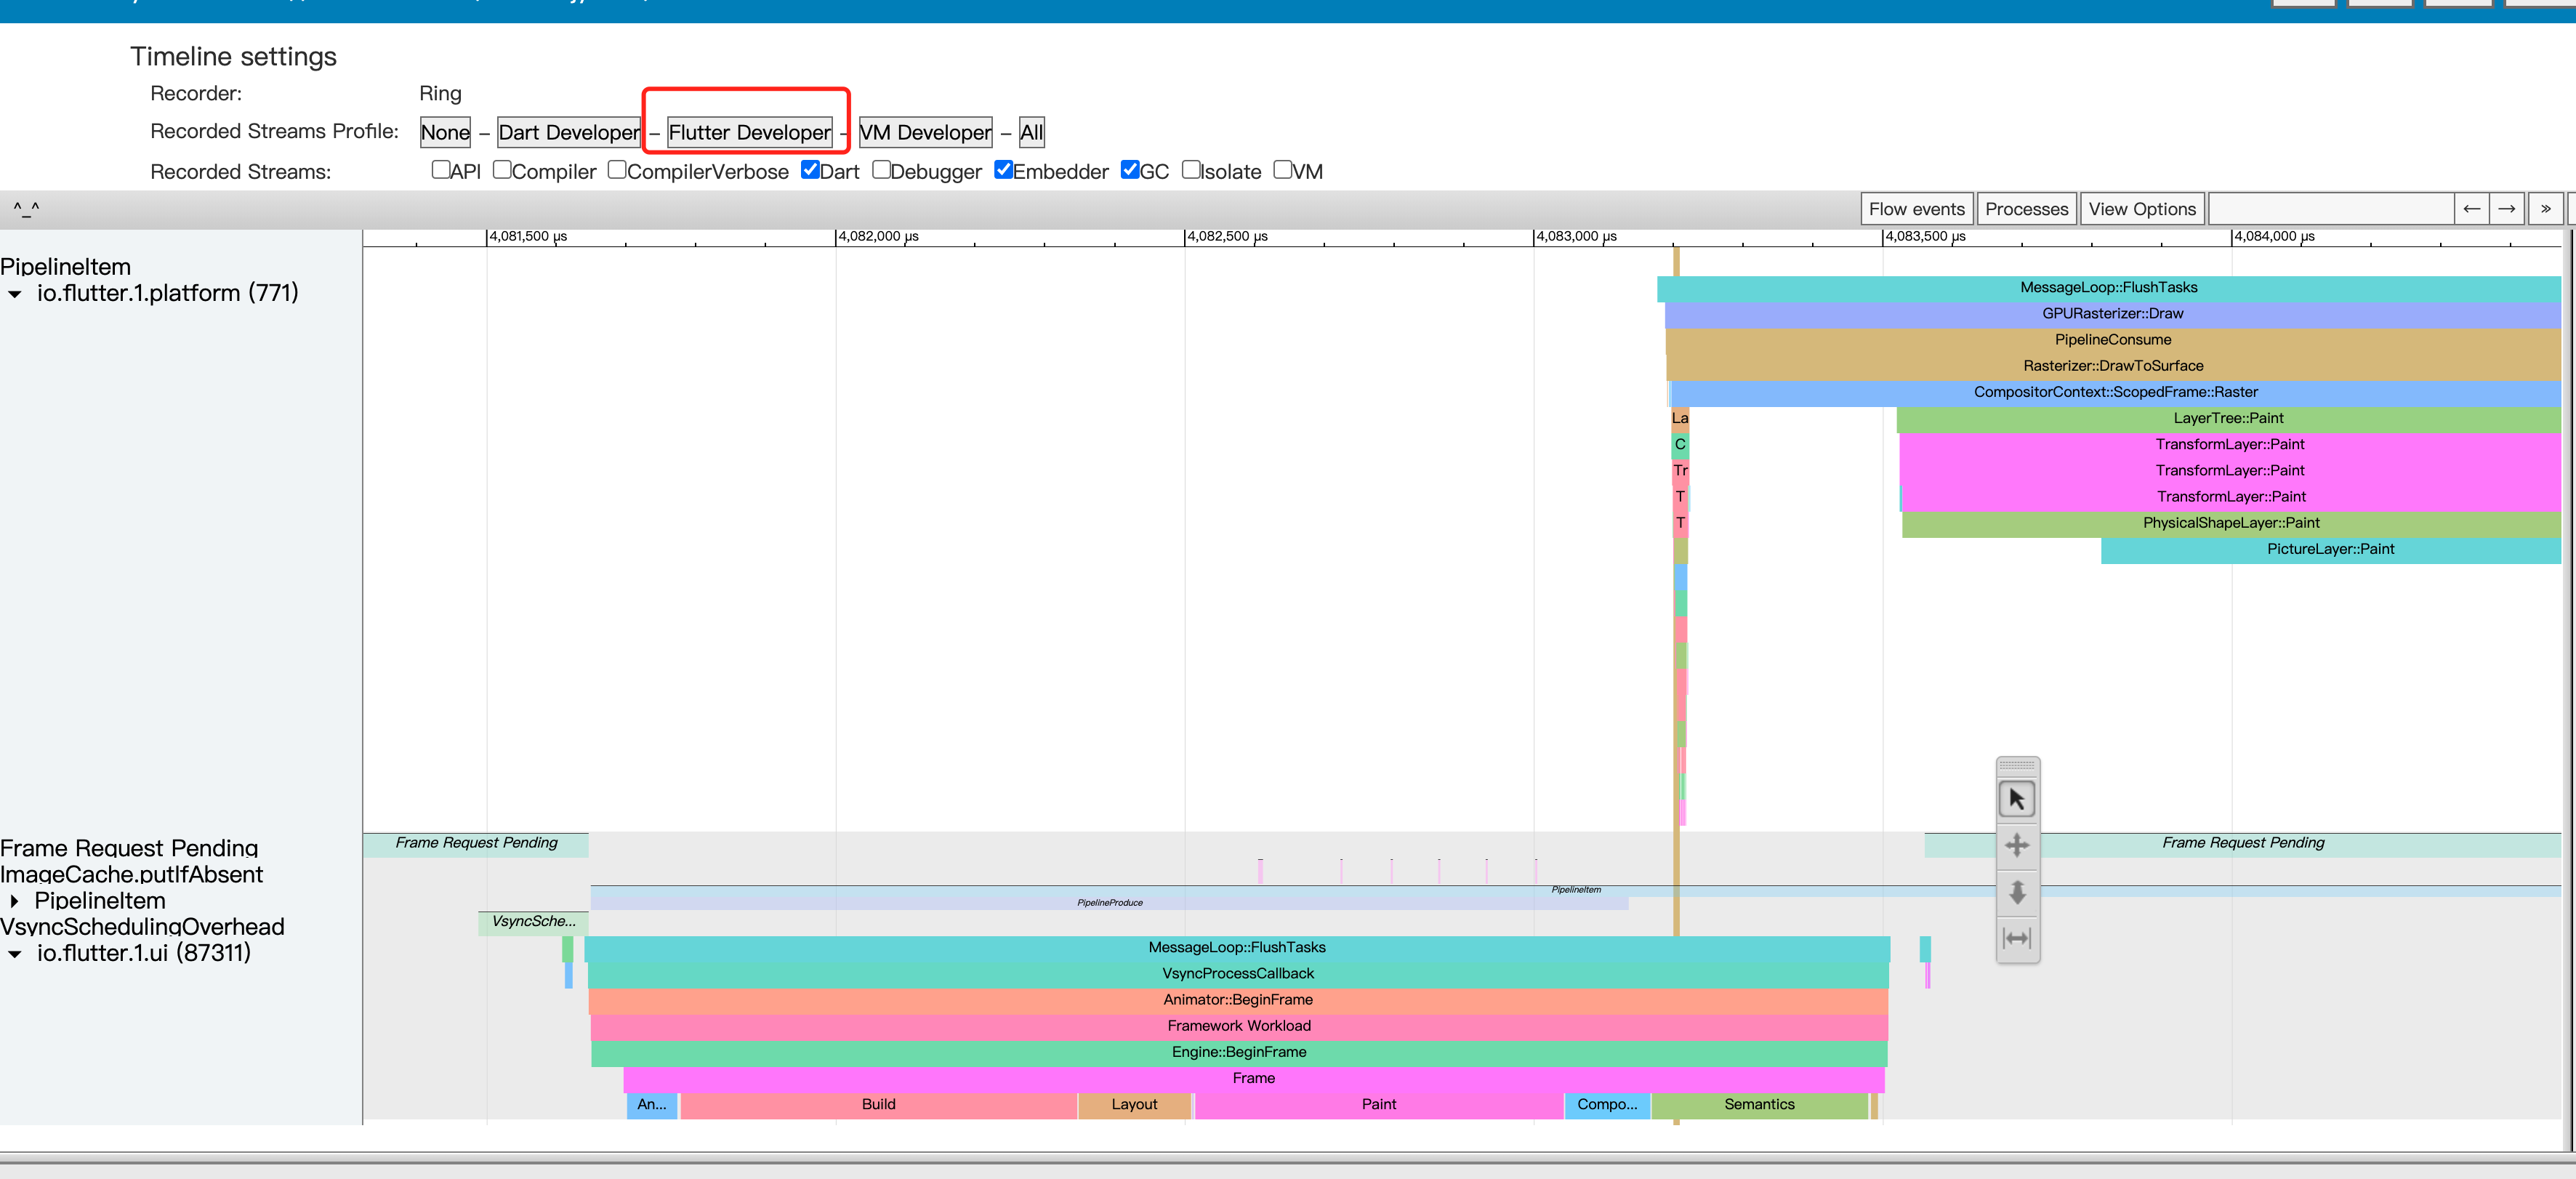 Timeline settings
Recorder: Ring
Recorded Streams Profile: None – Dart Developer – Flutter Developer – VM Developer – All
Recorded Streams: API Compiler CompilerVerbose Dart Debugger Embedder GC Isolate VM
^_^ Flow events Processes View Options ← → »
4,081,500 µs 4,082,000 µs 4,082,500 µs 4,083,000 µs 4,083,500 µs 4,084,000 µs
PipelineItem
io.flutter.1.platform (771)
MessageLoop::FlushTasks
GPURasterizer::Draw
PipelineConsume
Rasterizer::DrawToSurface
CompositorContext::ScopedFrame::Raster
La LayerTree::Paint
C TransformLayer::Paint
Tr TransformLayer::Paint
T TransformLayer::Paint
T PhysicalShapeLayer::Paint
PictureLayer::Paint
Frame Request Pending Frame Request Pending Frame Request Pending
ImageCache.putIfAbsent
PipelineItem PipelineItem
PipelineProduce
VsyncSchedulingOverhead VsyncSche...
io.flutter.1.ui (87311) MessageLoop::FlushTasks
VsyncProcessCallback
Animator::BeginFrame
Framework Workload
Engine::BeginFrame
Frame
An... Build Layout Paint Compo... Semantics